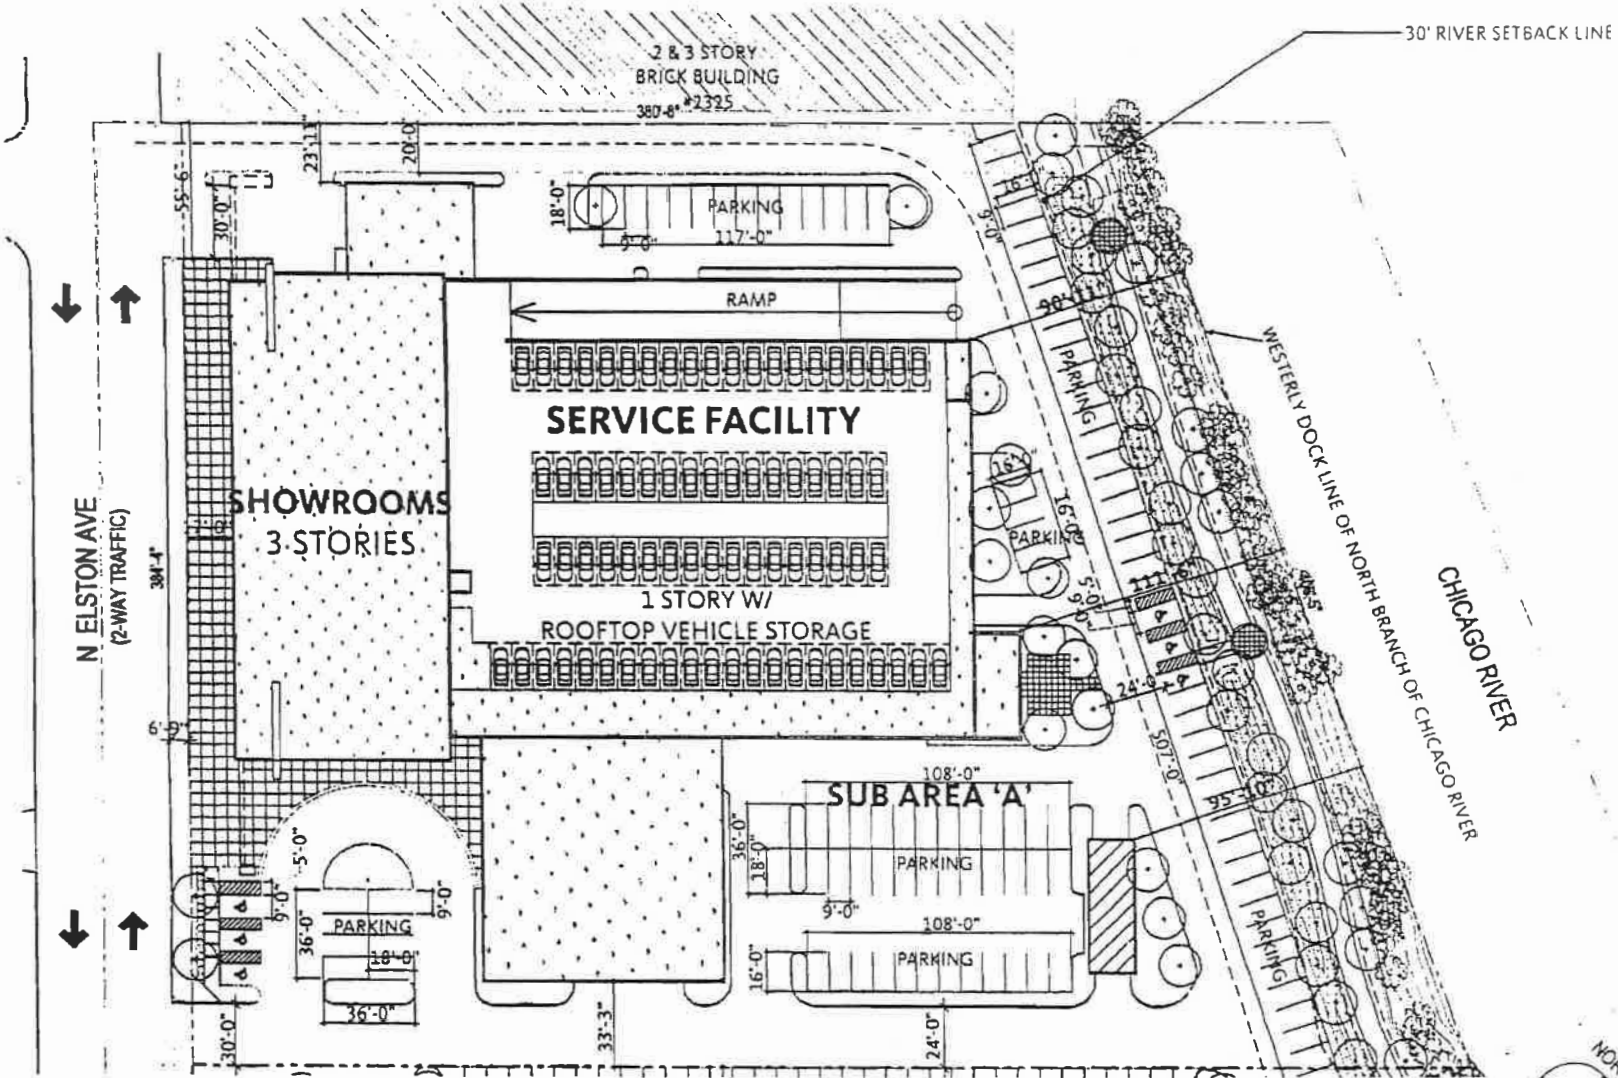 30' RIVER SETBACK LINE
2 & 3 STORY
BRICK BUILDING
#2325
380'-8"
23'-11"
20'-0"
55'-6"
30'-0"
18'-0"
PARKING
9'-0"
117'-0"
16'-0"
9'-0"
RAMP
90'-11"
PARKING
WESTERLY DOCK LINE OF NORTH BRANCH OF CHICAGO RIVER
SERVICE FACILITY
SHOWROOMS
3 STORIES
N ELSTON AVE
(2-WAY TRAFFIC)
384'-4"
16'-0"
PARKING
5'-0"
9'-0"
CHICAGO RIVER
1 STORY W/
ROOFTOP VEHICLE STORAGE
24'-0"
6'-9"
507'-0"
95'-10"
108'-0"
SUB AREA 'A'
36'-0"
18'-0"
PARKING
9'-0"
108'-0"
16'-0"
PARKING
5'-0"
9'-0"
36'-0"
9'-0"
PARKING
18'-0"
36'-0"
PARKING
30'-0"
33'-3"
24'-0"